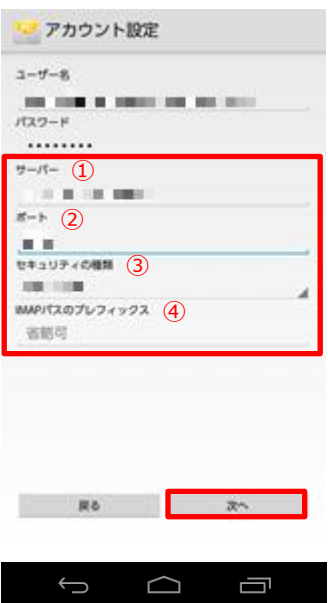 アカウント設定
ユーザー名
パスワード
••••••••
サーバー ①
ポート ②
セキュリティの種類 ③
IMAPパスのプレフィックス ④
省略可
戻る 次へ